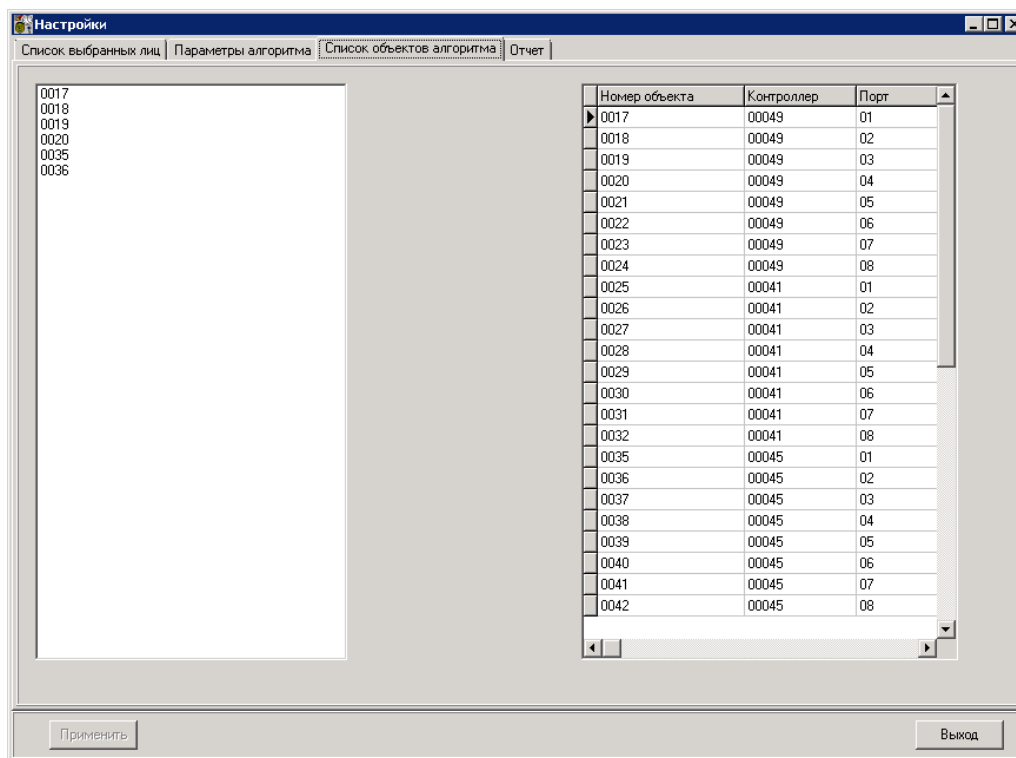 Настройки
Список выбранных лиц Параметры алгоритма Список объектов алгоритма Отчет
0017
0018
0019
0020
0035
0036
Номер объекта Контроллер Порт
0017 00049 01
0018 00049 02
0019 00049 03
0020 00049 04
0021 00049 05
0022 00049 06
0023 00049 07
0024 00049 08
0025 00041 01
0026 00041 02
0027 00041 03
0028 00041 04
0029 00041 05
0030 00041 06
0031 00041 07
0032 00041 08
0035 00045 01
0036 00045 02
0037 00045 03
0038 00045 04
0039 00045 05
0040 00045 06
0041 00045 07
0042 00045 08
Применить Выход